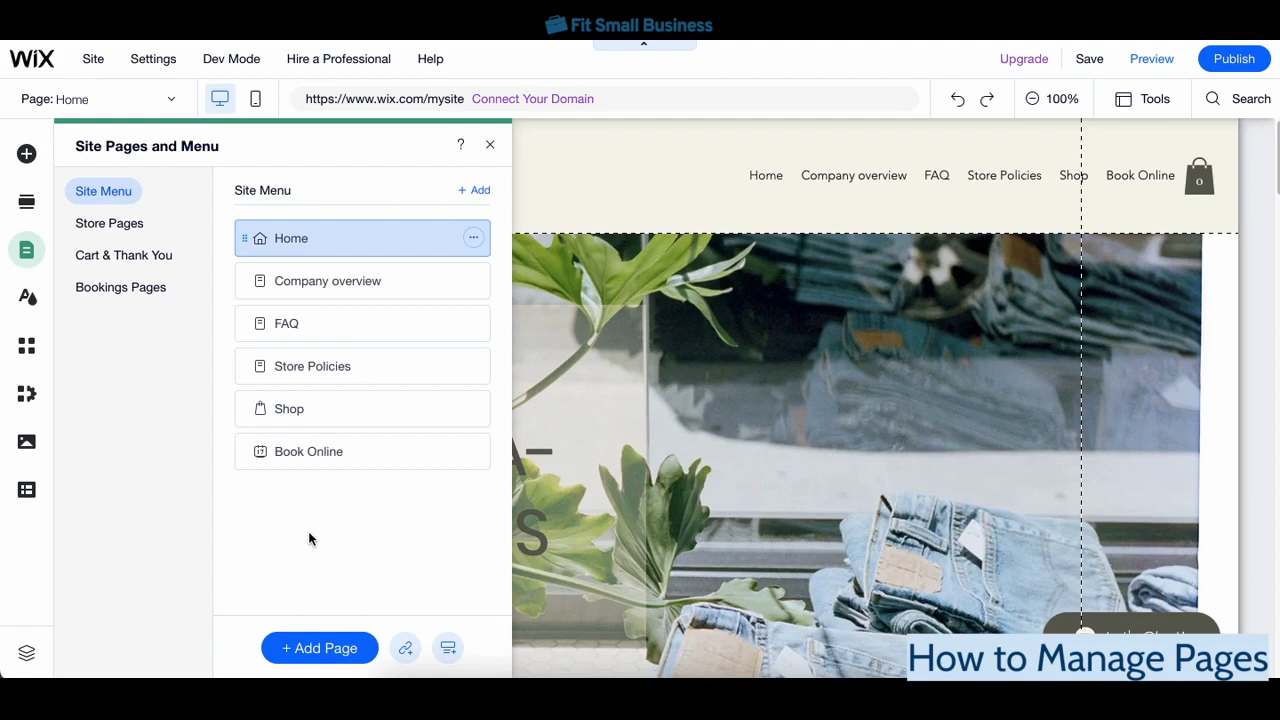 Fit Small Business
WiX Site Settings Dev Mode Hire a Professional Help Upgrade Save Preview Publish
Page: Home https://www.wix.com/mysite Connect Your Domain 100% Tools Search
Site Pages and Menu ? ×
Site Menu
Store Pages
Cart & Thank You
Bookings Pages
Site Menu + Add
Home
Company overview
FAQ
Store Policies
Shop
Book Online
+ Add Page
Home Company overview FAQ Store Policies Shop Book Online 0
A-
S
How to Manage Pages